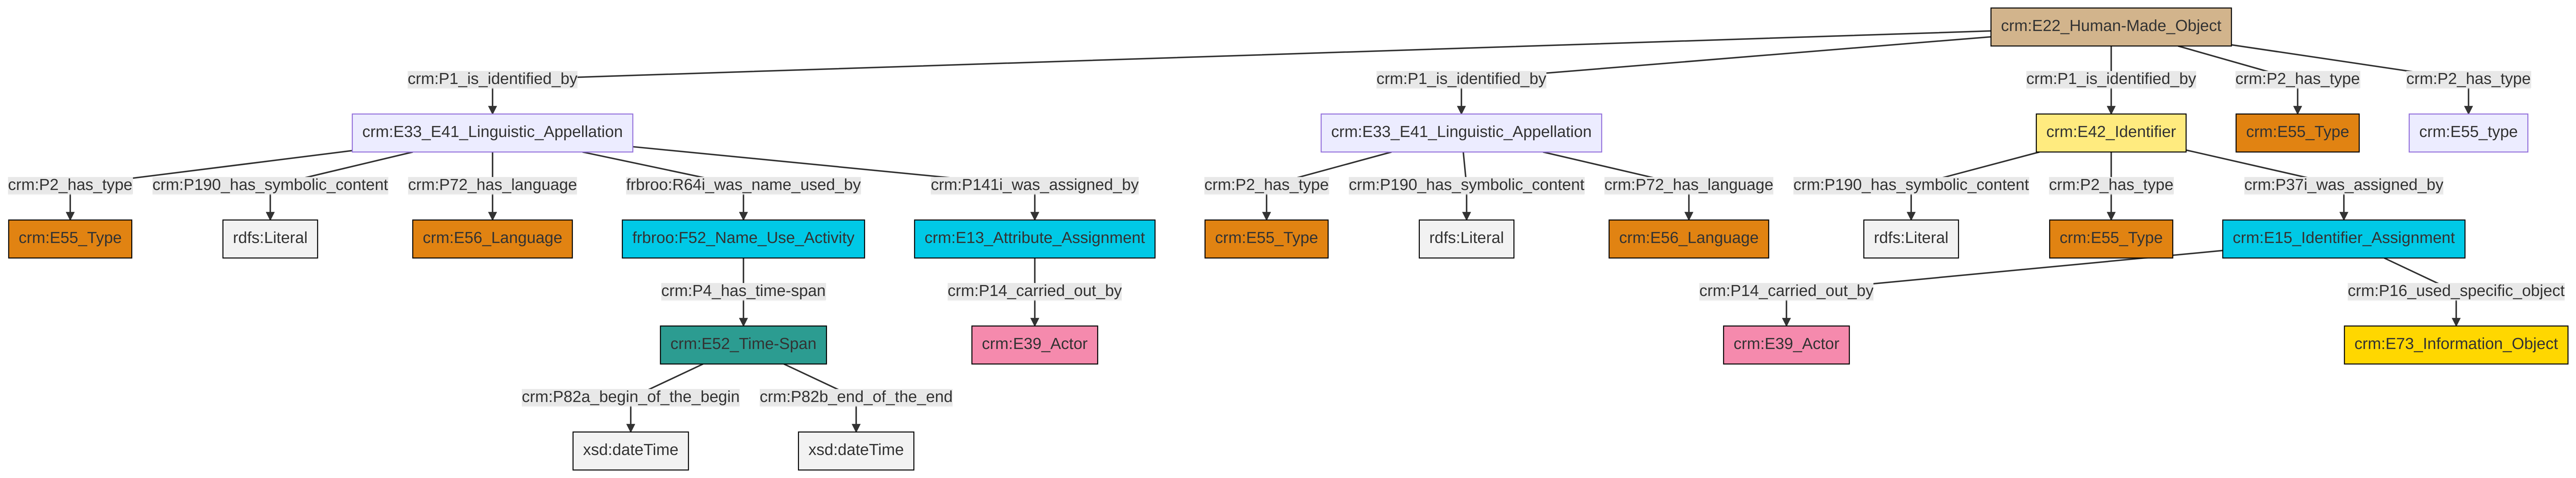 crm:E22_Human-Made_Object
crm:P1_is_identified_by
crm:P1_is_identified_by
crm:P1_is_identified_by
crm:P2_has_type
crm:P2_has_type
crm:E33_E41_Linguistic_Appellation
crm:E33_E41_Linguistic_Appellation
crm:E42_Identifier
crm:E55_Type
crm:E55_type
crm:P2_has_type
crm:P190_has_symbolic_content
crm:P72_has_language
frbroo:R64i_was_name_used_by
crm:P141i_was_assigned_by
crm:P2_has_type
crm:P190_has_symbolic_content
crm:P72_has_language
crm:P190_has_symbolic_content
crm:P2_has_type
crm:P37i_was_assigned_by
crm:E55_Type
rdfs:Literal
crm:E56_Language
frbroo:F52_Name_Use_Activity
crm:E13_Attribute_Assignment
crm:E55_Type
rdfs:Literal
crm:E56_Language
rdfs:Literal
crm:E55_Type
crm:E15_Identifier_Assignment
crm:P4_has_time-span
crm:P14_carried_out_by
crm:P14_carried_out_by
crm:P16_used_specific_object
crm:E52_Time-Span
crm:E39_Actor
crm:E39_Actor
crm:E73_Information_Object
crm:P82a_begin_of_the_begin
crm:P82b_end_of_the_end
xsd:dateTime
xsd:dateTime